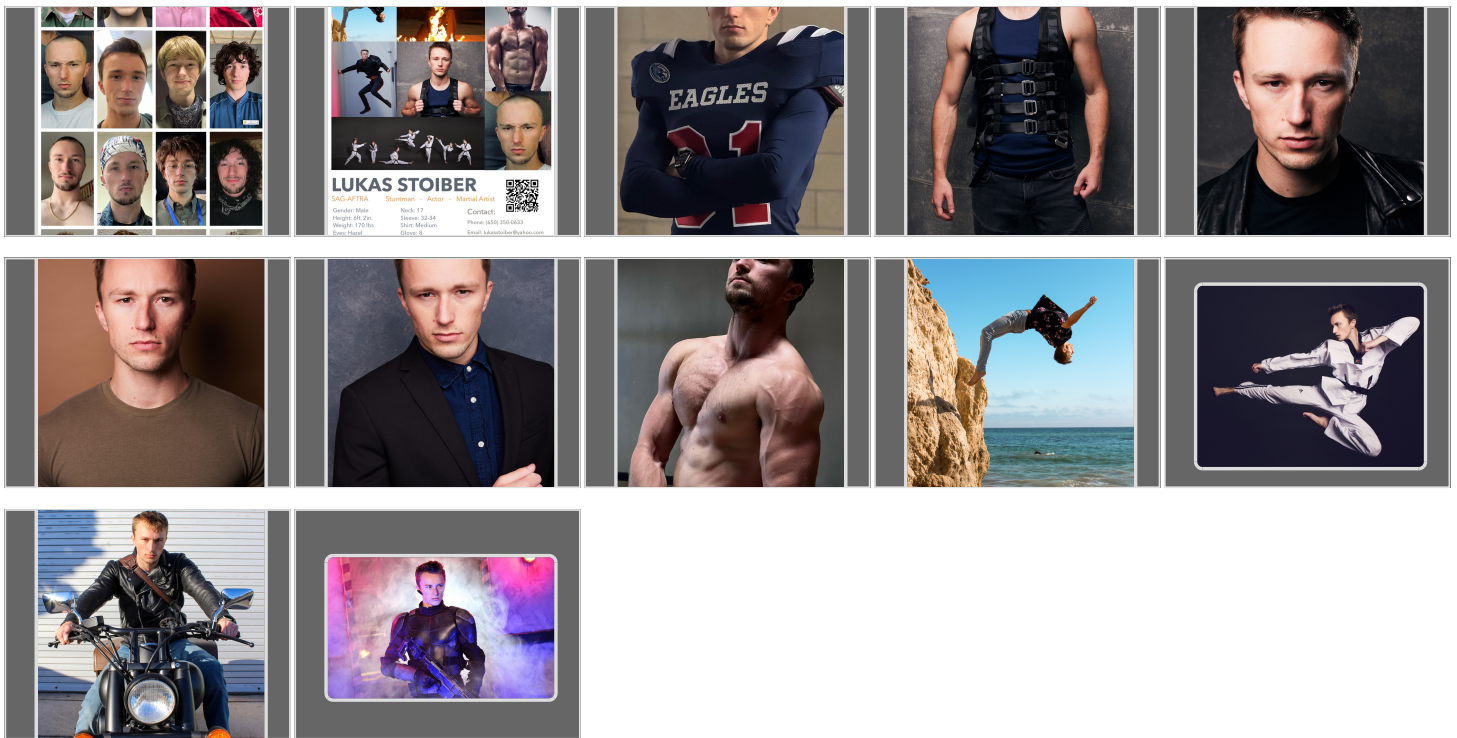 LUKAS STOIBER
SAG-AFTRA Stuntman - Actor - Martial Artist
Gender: Male
Height: 6ft. 2in.
Weight: 170 lbs
Eyes: Hazel
Neck: 17
Sleeve: 32-34
Shirt: Medium
Glove: 8
Contact:
Phone: (650) 350-0633
Email: lukasstoiber@yahoo.com
EAGLES
21